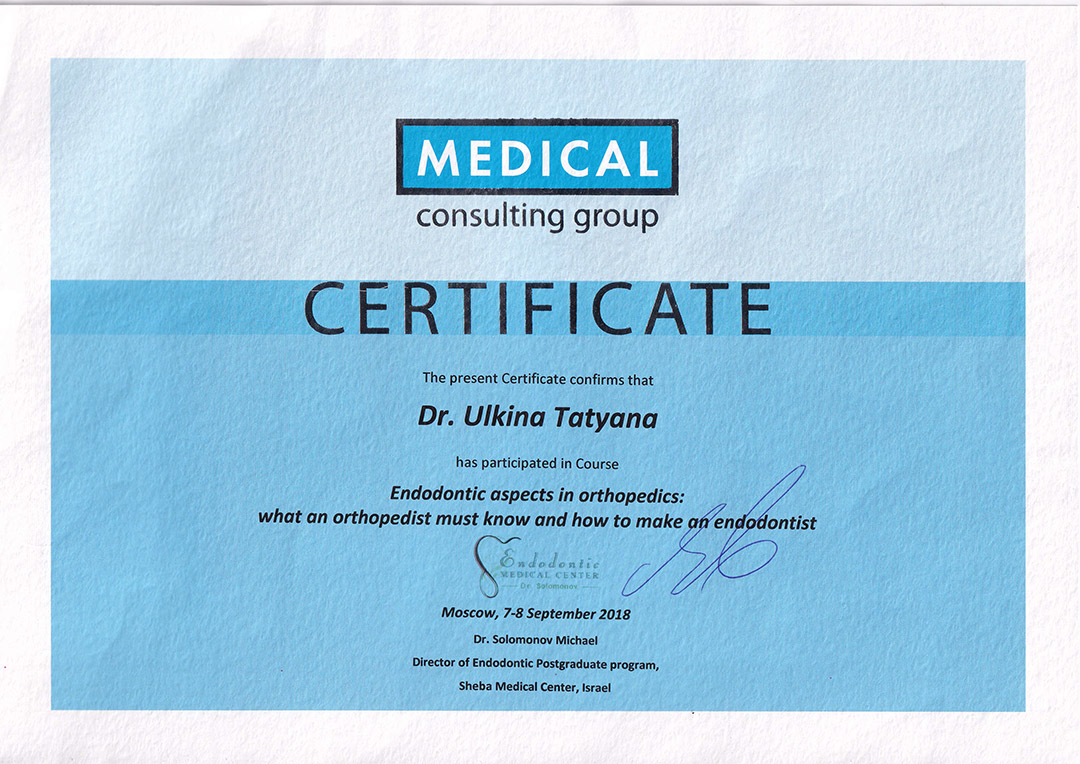 MEDICAL
consulting group
CERTIFICATE
The present Certificate confirms that
Dr. Ulkina Tatyana
has participated in Course
Endodontic aspects in orthopedics:
what an orthopedist must know and how to make an endodontist
Endodontic
MEDICAL CENTER
Dr. Solomonov
Moscow, 7-8 September 2018
Dr. Solomonov Michael
Director of Endodontic Postgraduate program,
Sheba Medical Center, Israel